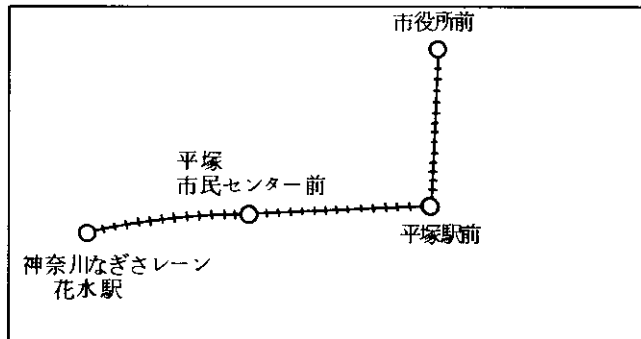 市役所前
平塚
市民センター前
平塚駅前
神奈川なぎさレーン
花水駅